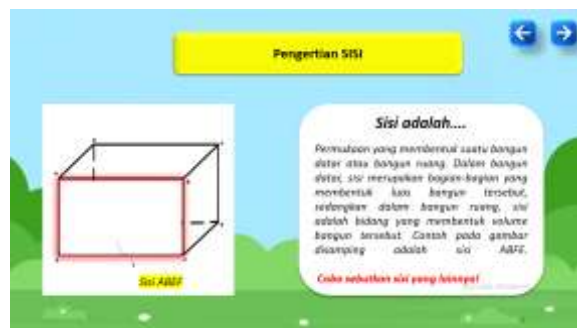 Pengertian SISI
Sisi adalah....
Permukaan yang membentuk suatu bangun
datar atau bangun ruang. Dalam bangun
datar, sisi merupakan bagian-bagian yang
membentuk luas bangun tersebut,
sedangkan dalam bangun ruang, sisi
adalah bidang yang membentuk volume
bangun tersebut. Contoh pada gambar
disamping adalah sisi ABFE.
Coba sebutkan sisi yang lainnya!
Sisi ABEF